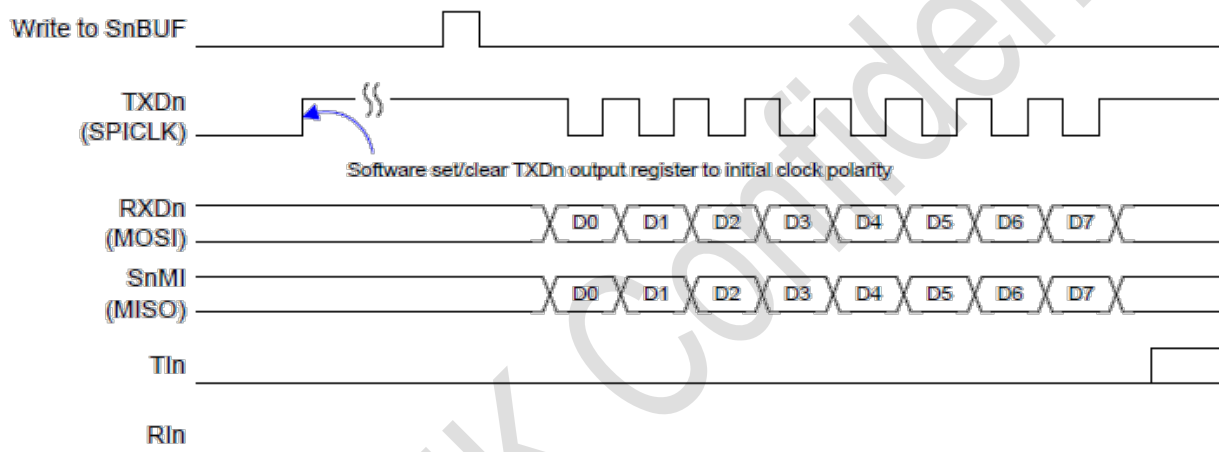 Write to SnBUF
TXDn
(SPICLK)
Software set/clear TXDn output register to initial clock polarity
RXDn
(MOSI)
D0 D1 D2 D3 D4 D5 D6 D7
SnMI
(MISO)
D0 D1 D2 D3 D4 D5 D6 D7
TIn
RIn
k Confiden